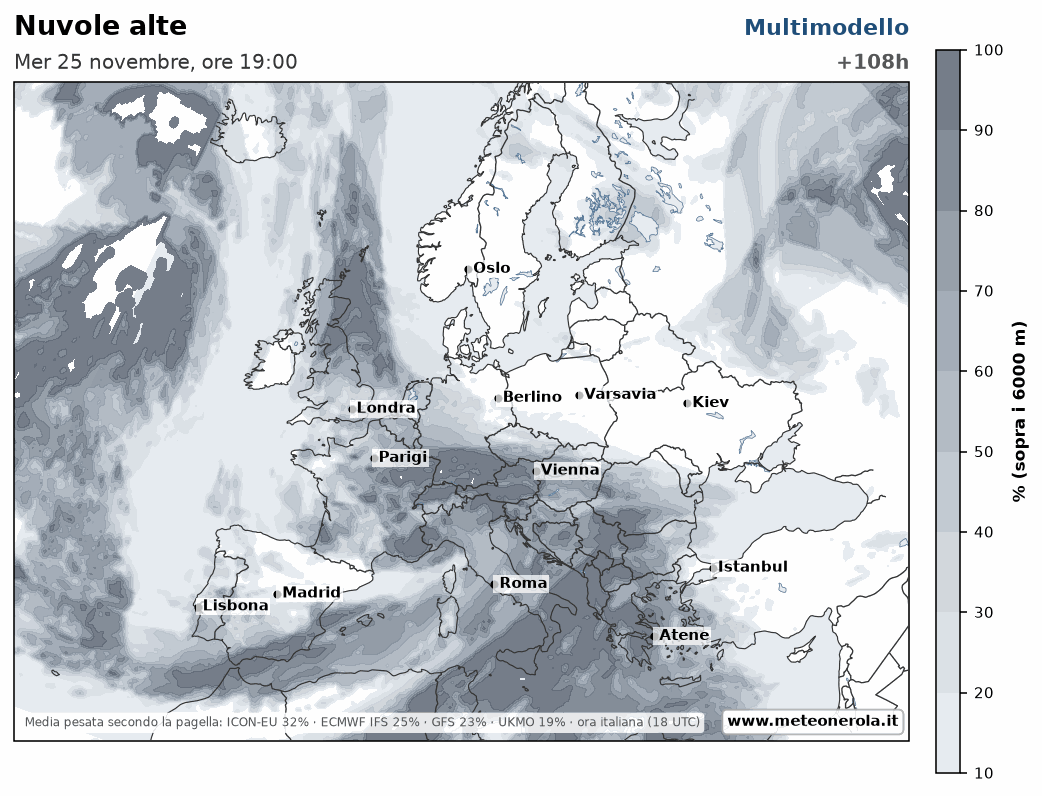 Nuvole alte
Multimodello
Mer 25 novembre, ore 19:00
+108h
100
90
80
70
60
50
40
30
20
10
% (sopra i 6000 m)
Oslo
Berlino
Varsavia
Kiev
Londra
Parigi
Vienna
Istanbul
Roma
Madrid
Lisbona
Atene
Media pesata secondo la pagella: ICON-EU 32% · ECMWF IFS 25% · GFS 23% · UKMO 19% · ora italiana (18 UTC)
www.meteonerola.it